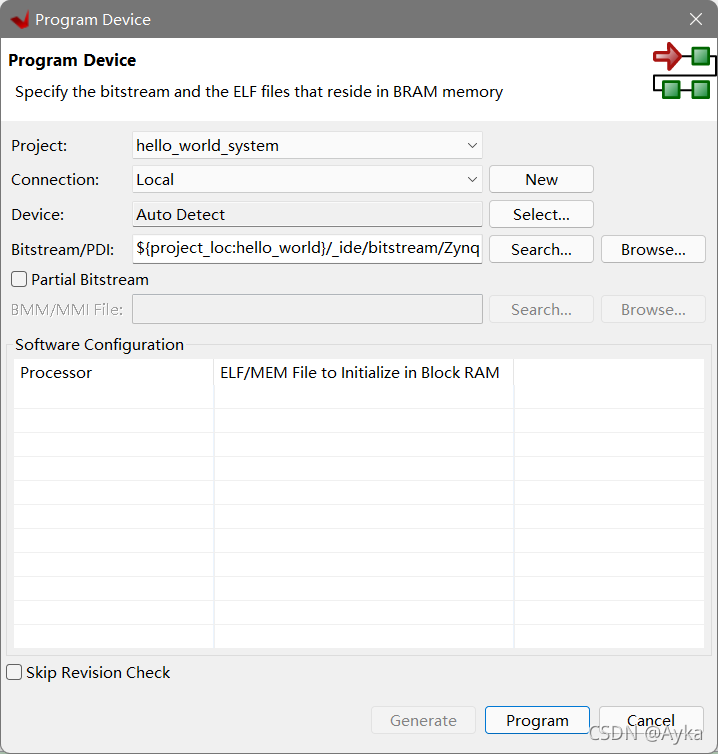 Program Device
Program Device
Specify the bitstream and the ELF files that reside in BRAM memory
Project: hello_world_system
Connection: Local New
Device: Auto Detect Select...
Bitstream/PDI: ${project_loc:hello_world}/_ide/bitstream/Zynq Search... Browse...
Partial Bitstream
BMM/MMI File: Search... Browse...
Software Configuration
Processor ELF/MEM File to Initialize in Block RAM
Skip Revision Check
Generate Program Cancel
CSDN @Ayka